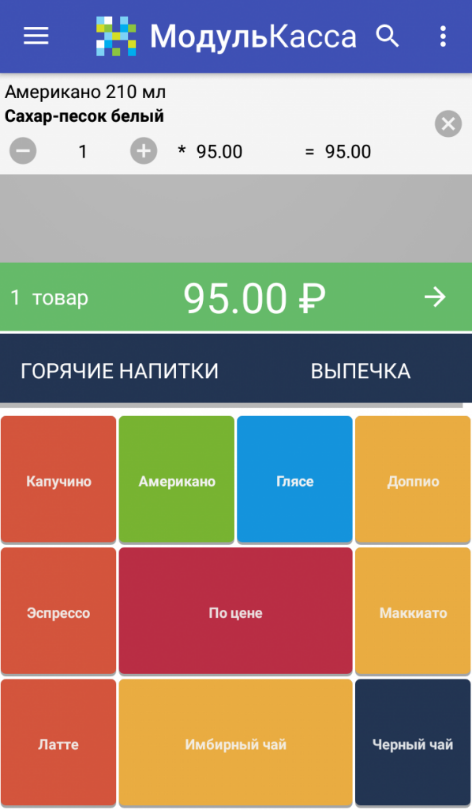 МодульКасса
Американо 210 мл
Сахар-песок белый
1 * 95.00 = 95.00
1 товар 95.00 ₽
ГОРЯЧИЕ НАПИТКИ ВЫПЕЧКА
Капучино Американо Глясе Доппио
Эспрессо По цене Маккиато
Латте Имбирный чай Черный чай